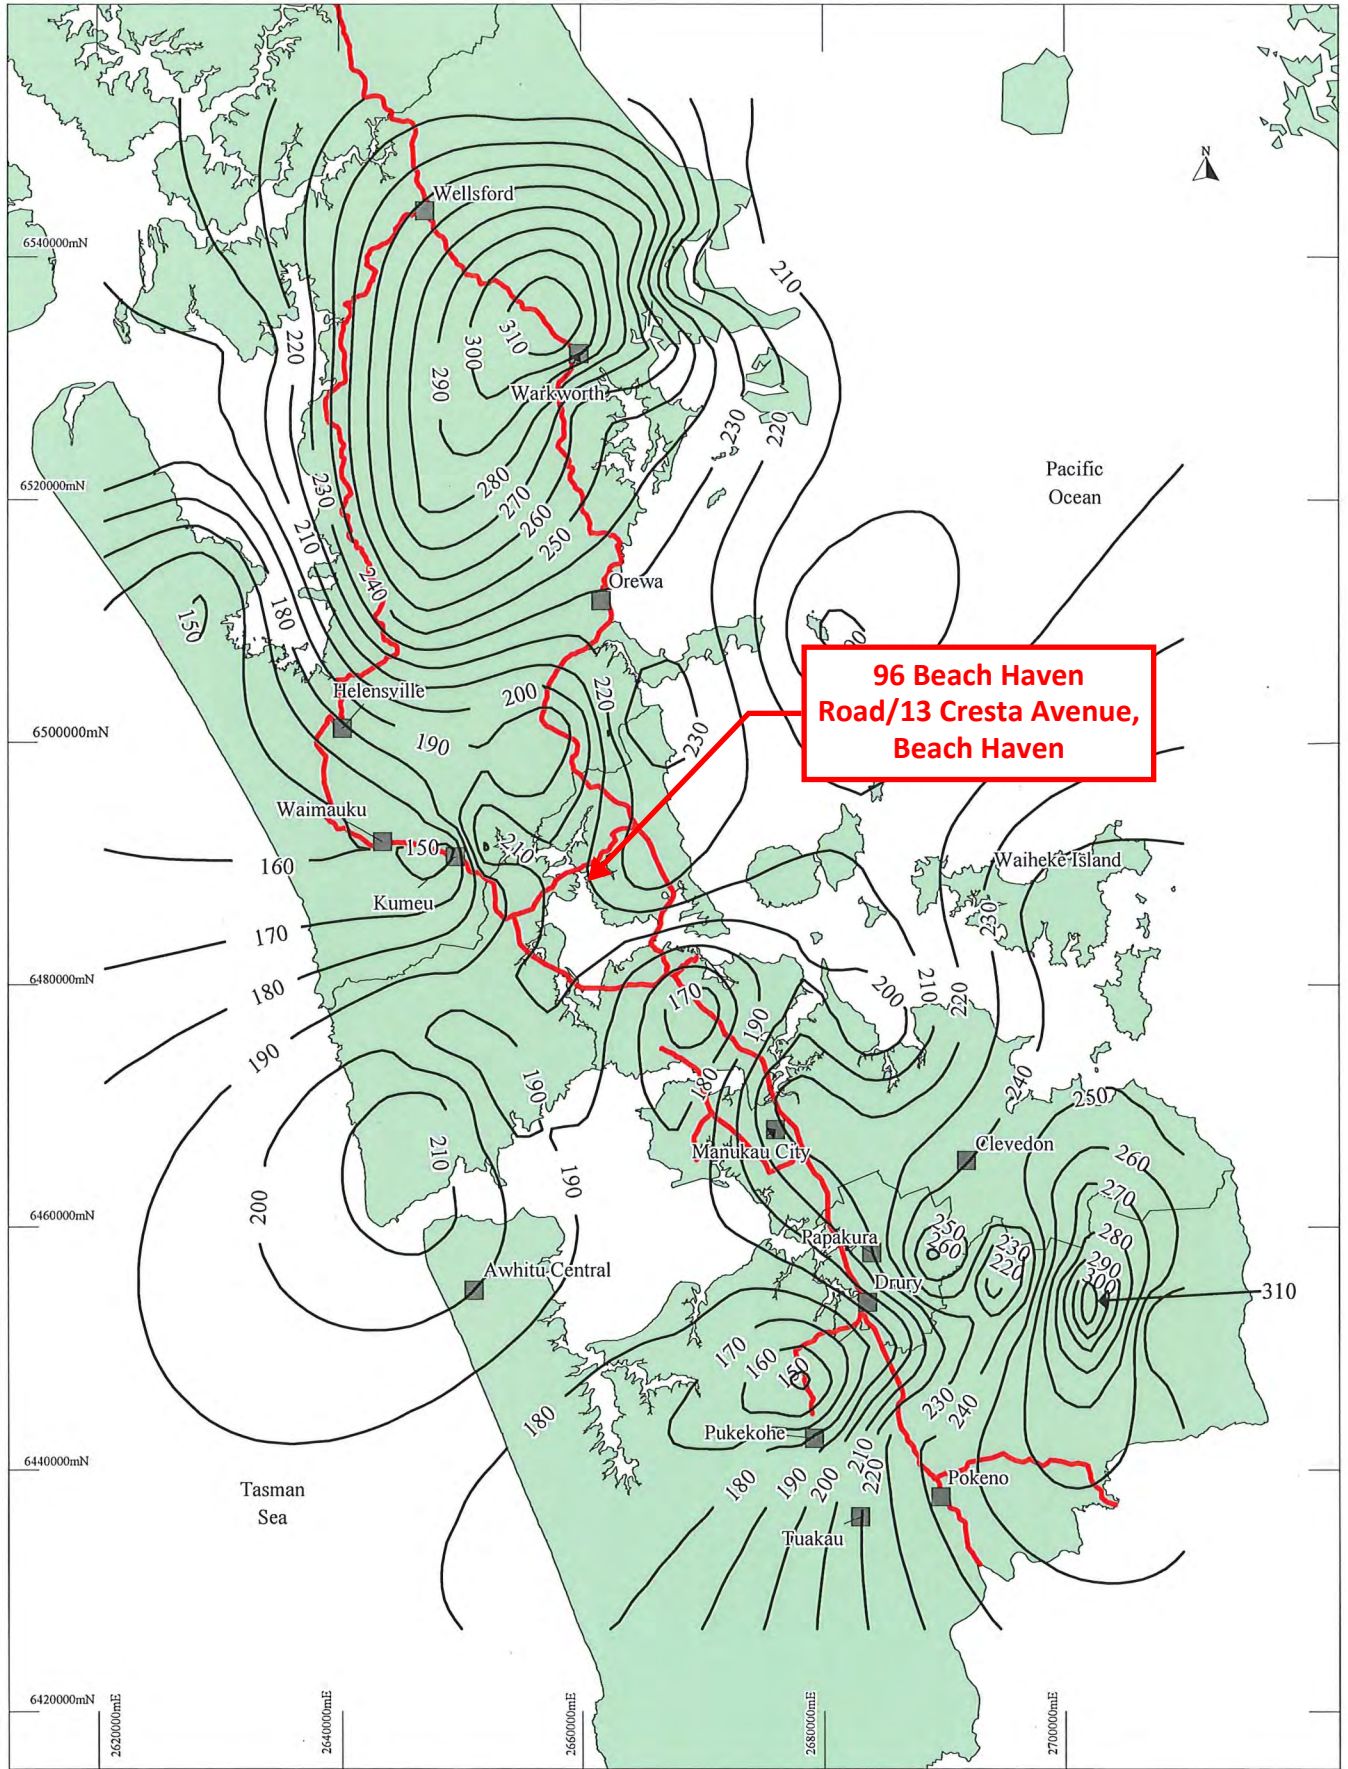 N
Wellsford
6540000mN
210
220
310
300
290
Warkworth
230
220
Pacific
Ocean
6520000mN
280
230
270
260
210
250
240
Orewa
150
180
96 Beach Haven
Road/13 Cresta Avenue,
Beach Haven
Helensville
200
220
6500000mN
190
230
Waimauku
150
210
160
Waiheke Island
Kumeu
170
230
6480000mN
180
170
200
210
220
190
190
180
240
250
190
210
Manukau City
Clevedon
260
200
190
270
6460000mN
250
260
230
220
280
290
300
310
Papakura
Awhitu Central
Drury
170
160
150
230
240
180
Pukekohe
210
220
6440000mN
180
190
200
Pokeno
Tasman
Sea
Tuakau
6420000mN
2620000mE
2640000mE
2660000mE
2680000mE
2700000mE